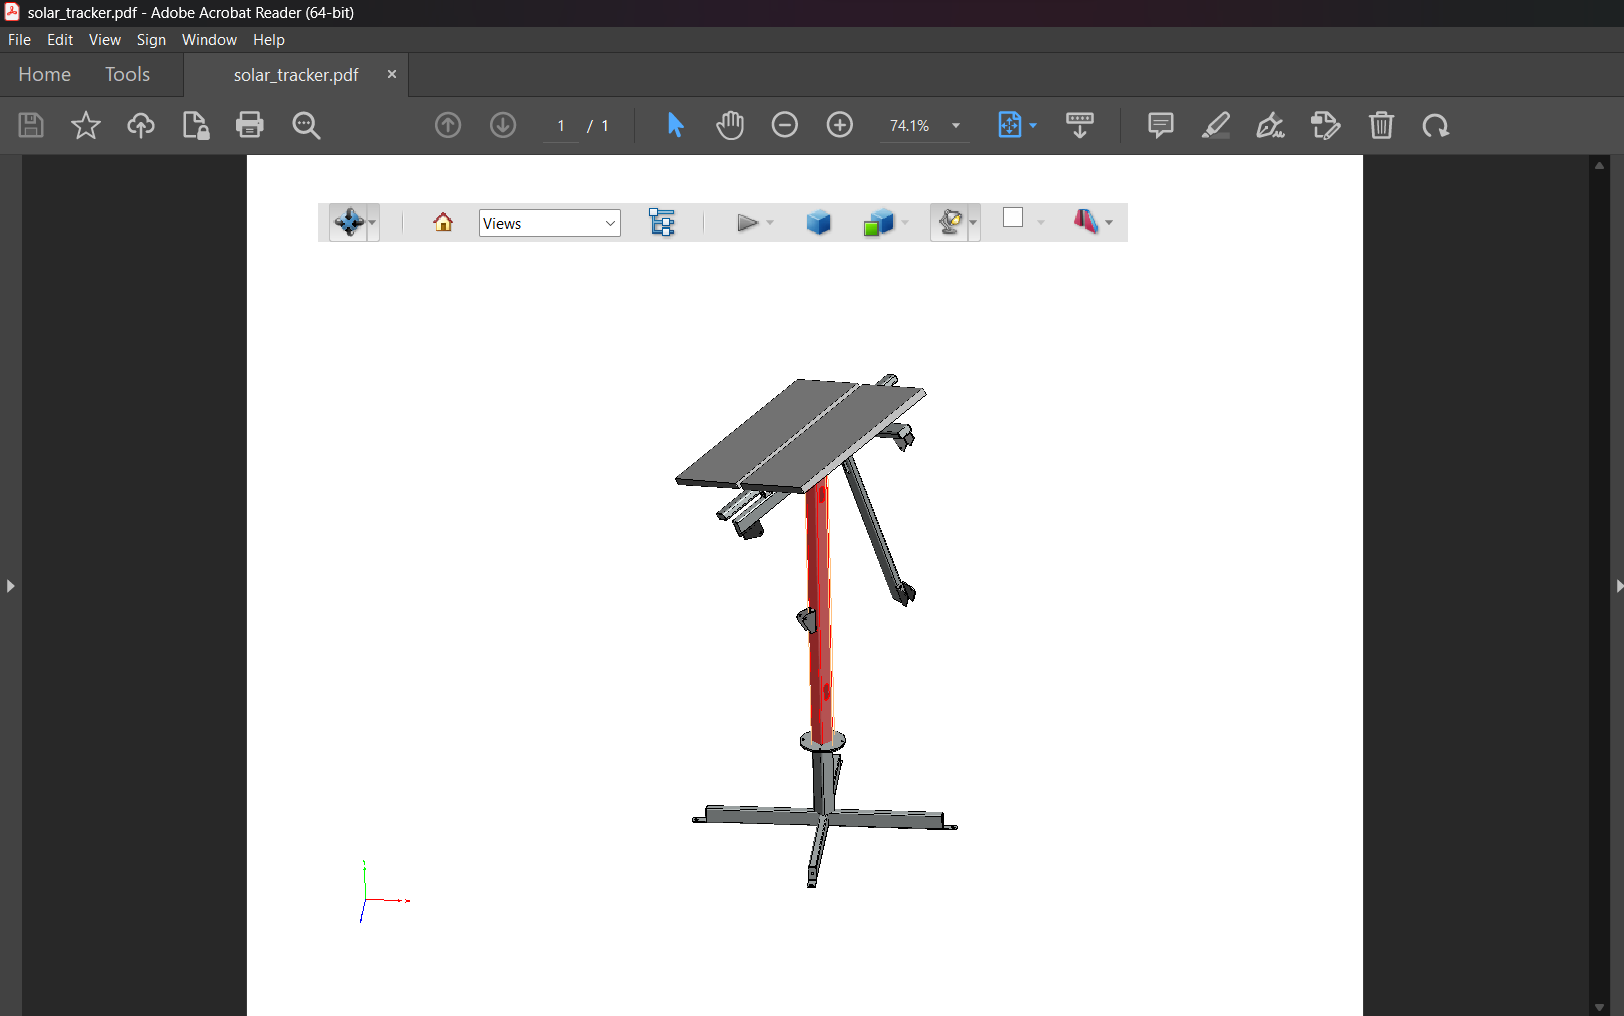 solar_tracker.pdf - Adobe Acrobat Reader (64-bit)
File Edit View Sign Window Help
Home Tools solar_tracker.pdf ×
1 / 1 74.1%
Views